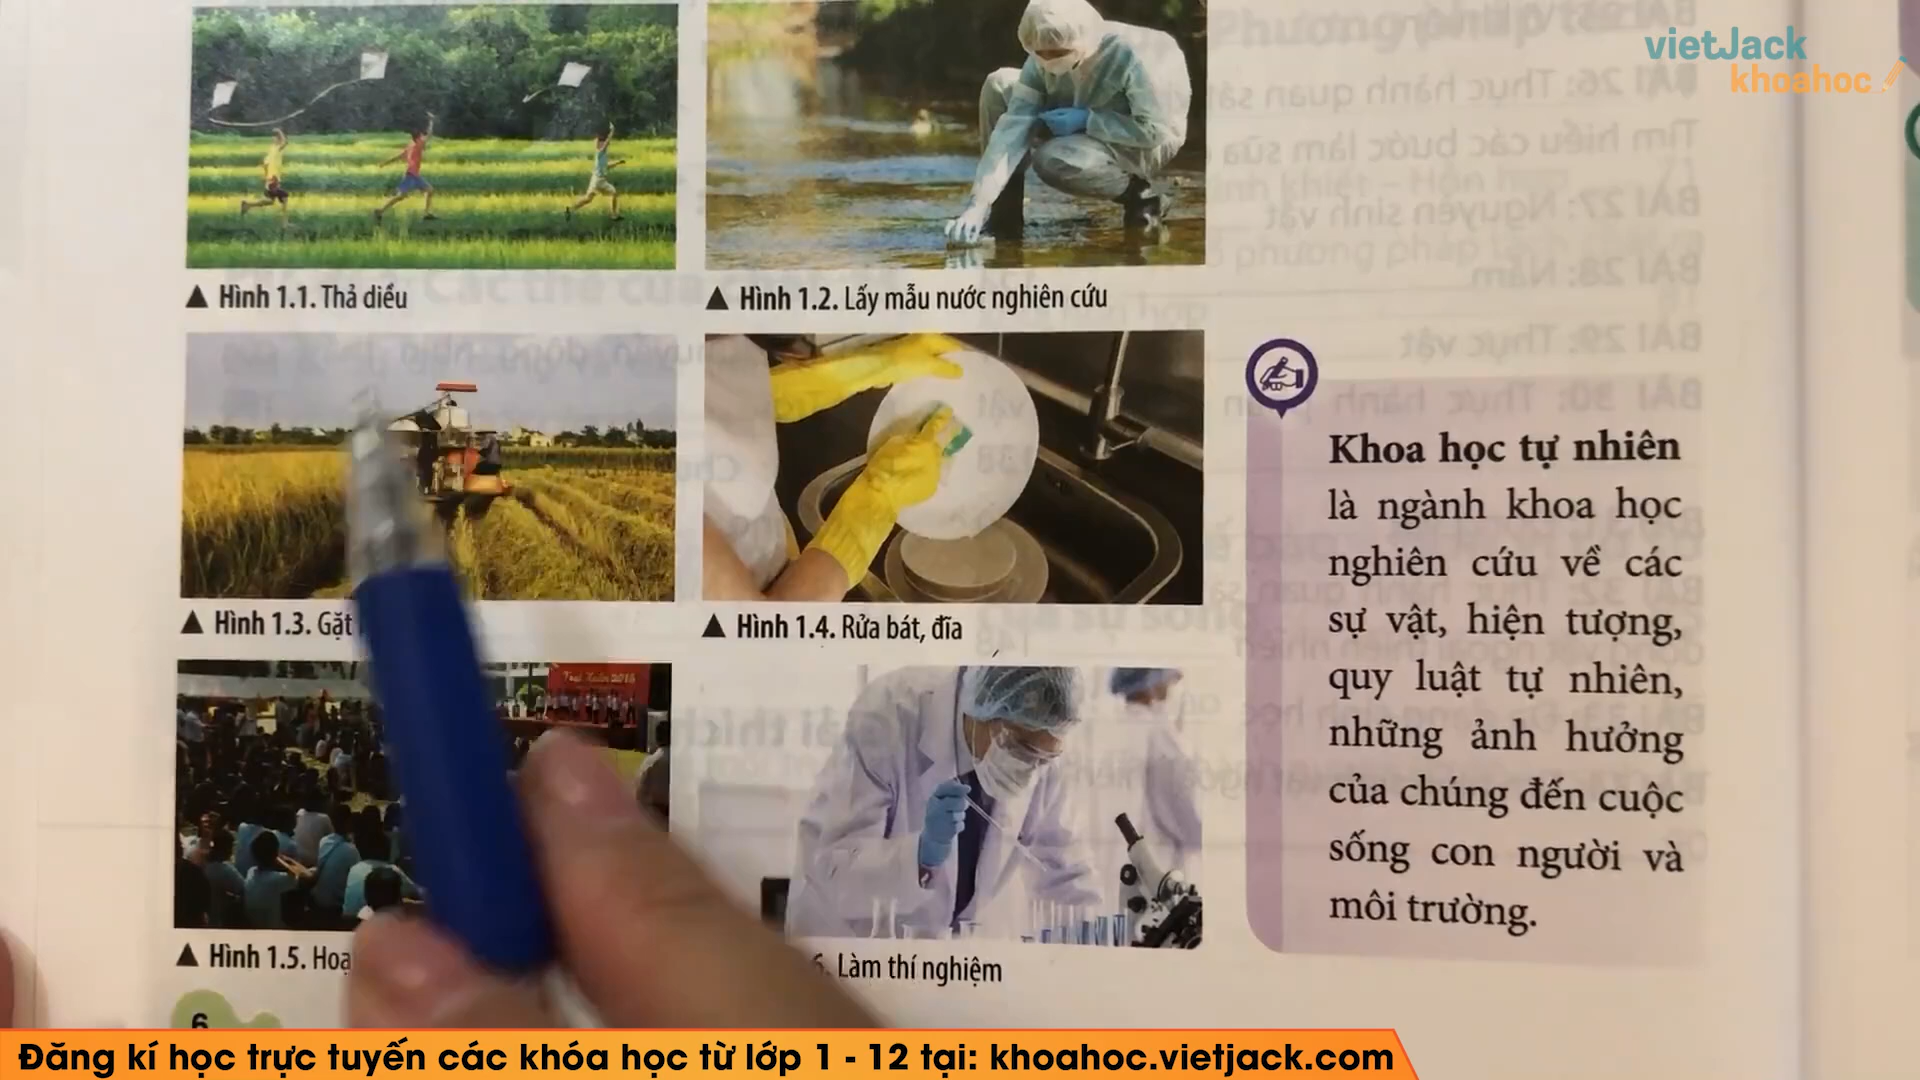 vietJack
khoahoc
▲ Hình 1.1. Thả diều
▲ Hình 1.2. Lấy mẫu nước nghiên cứu
▲ Hình 1.3. Gặt
▲ Hình 1.4. Rửa bát, đĩa
▲ Hình 1.5.
6. Làm thí nghiệm
Khoa học tự nhiên
là ngành khoa học
nghiên cứu về các
sự vật, hiện tượng,
quy luật tự nhiên,
những ảnh hưởng
của chúng đến cuộc
sống con người và
môi trường.
6
Đăng kí học trực tuyến các khóa học từ lớp 1 - 12 tại: khoahoc.vietjack.com